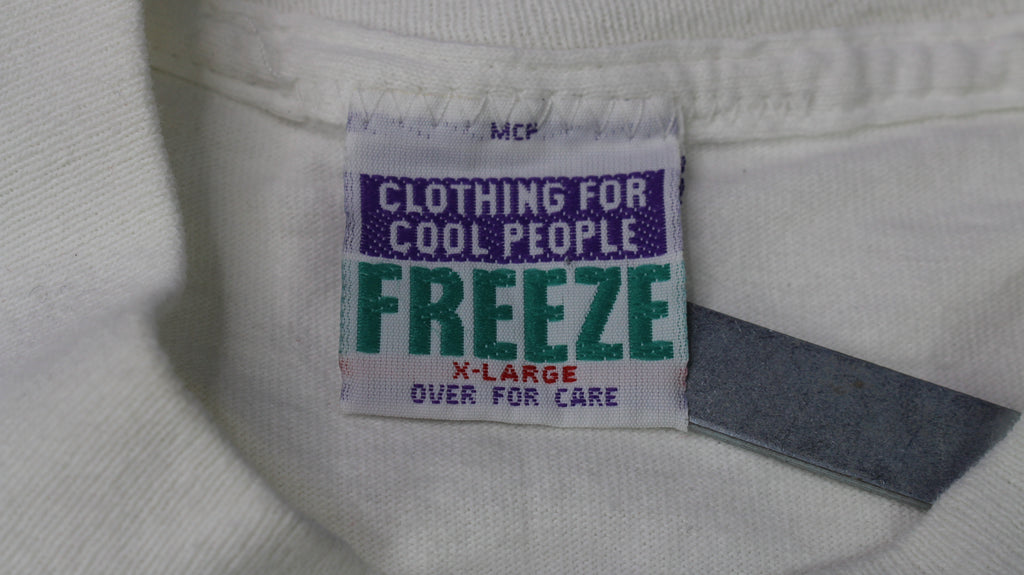 MCP
CLOTHING FOR
COOL PEOPLE
FREEZE
X-LARGE
OVER FOR CARE